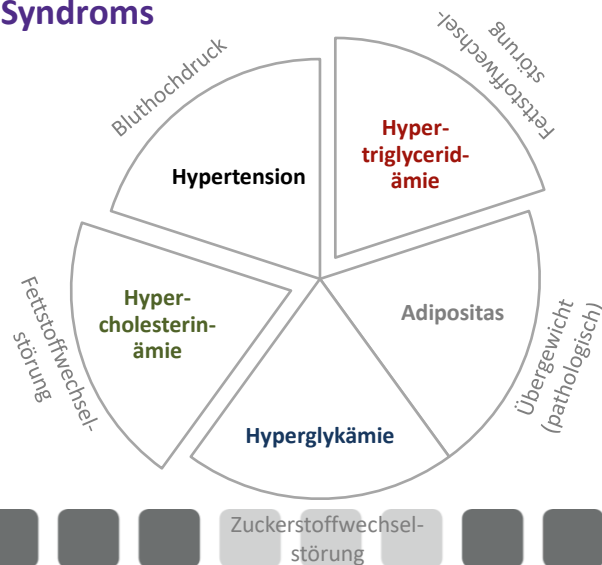 Syndroms
Bluthochdruck
Fettstoffwechsel-
störung
Hyper-
triglycerid-
ämie
Hypertension
Hyper-
cholesterin-
ämie
Adipositas
Fettstoffwechsel-
störung
Übergewicht
(pathologisch)
Hyperglykämie
Zuckerstoffwechsel-
störung